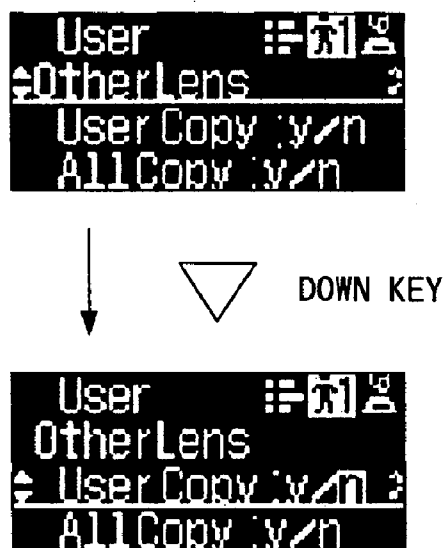 User
OtherLens
User Copy :y/n
AllCopy :y/n
DOWN KEY
User
OtherLens
User Copy :y/n
AllCopy :y/n